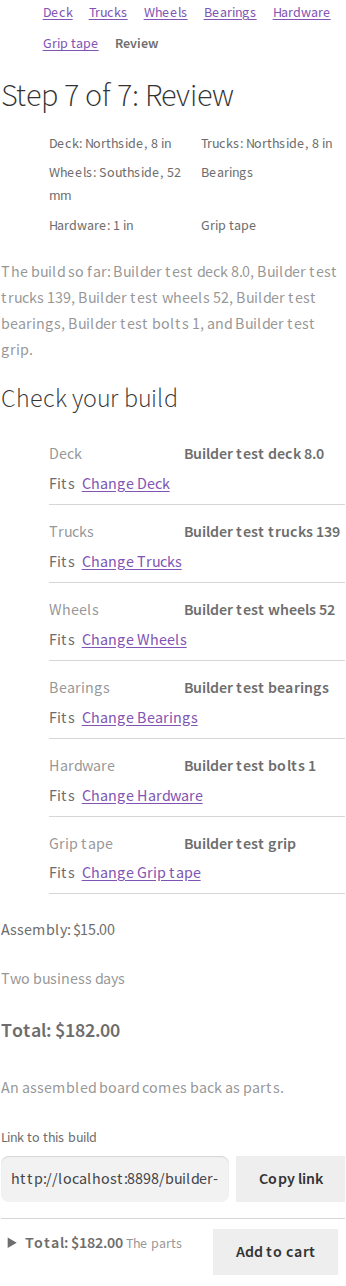 Deck Trucks Wheels Bearings Hardware
Grip tape Review
Step 7 of 7: Review
Deck: Northside, 8 in Trucks: Northside, 8 in
Wheels: Southside, 52 Bearings
mm
Hardware: 1 in Grip tape
The build so far: Builder test deck 8.0, Builder test
trucks 139, Builder test wheels 52, Builder test
bearings, Builder test bolts 1, and Builder test
grip.
Check your build
Deck Builder test deck 8.0
Fits Change Deck
Trucks Builder test trucks 139
Fits Change Trucks
Wheels Builder test wheels 52
Fits Change Wheels
Bearings Builder test bearings
Fits Change Bearings
Hardware Builder test bolts 1
Fits Change Hardware
Grip tape Builder test grip
Fits Change Grip tape
Assembly: $15.00
Two business days
Total: $182.00
An assembled board comes back as parts.
Link to this build
http://localhost:8898/builder- Copy link
Total: $182.00 The parts Add to cart